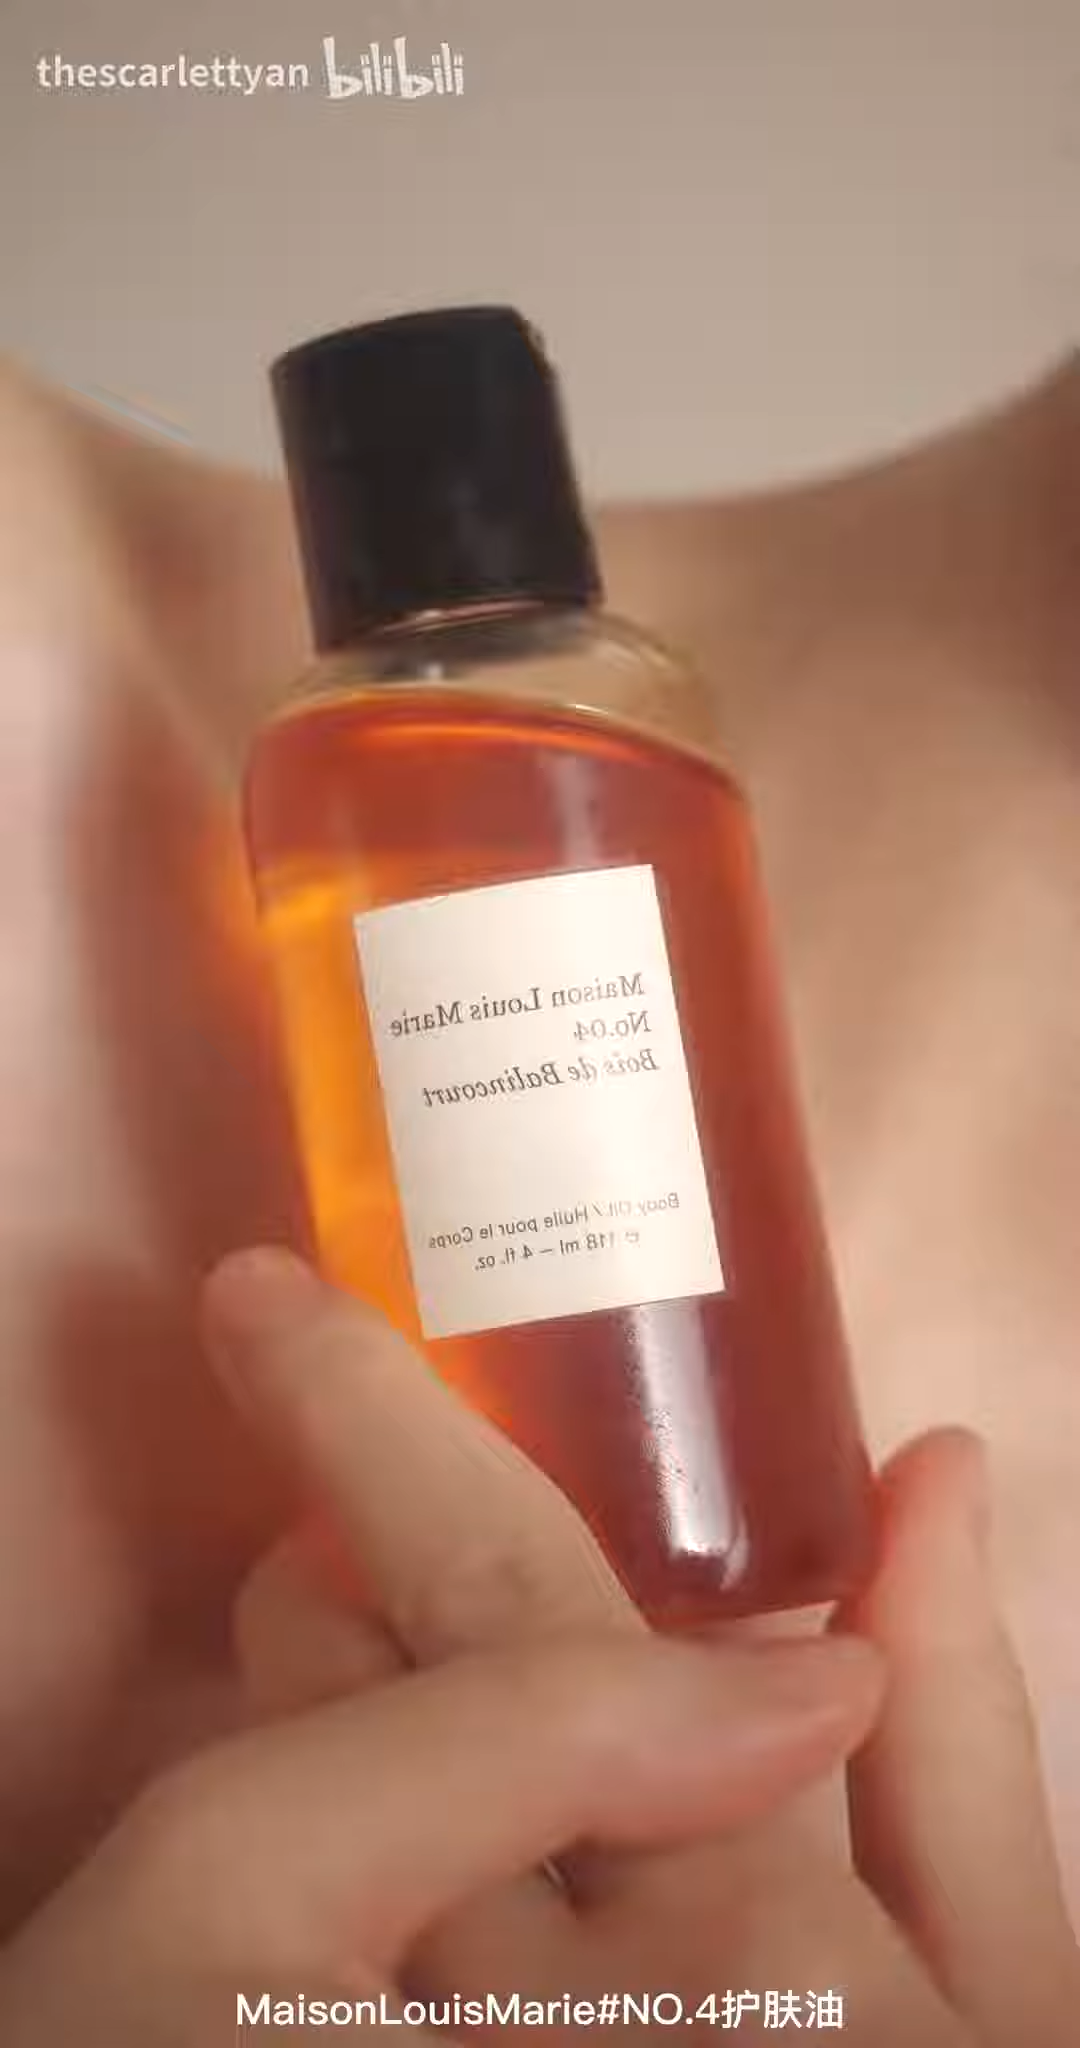 thescarlettyan bilibili
Maison Louis Marie
No.04
Bois de Balincourt
Body Oil / Huile pour le Corps
e 118 ml – 4 fl. oz.
MaisonLouisMarie#NO.4护肤油